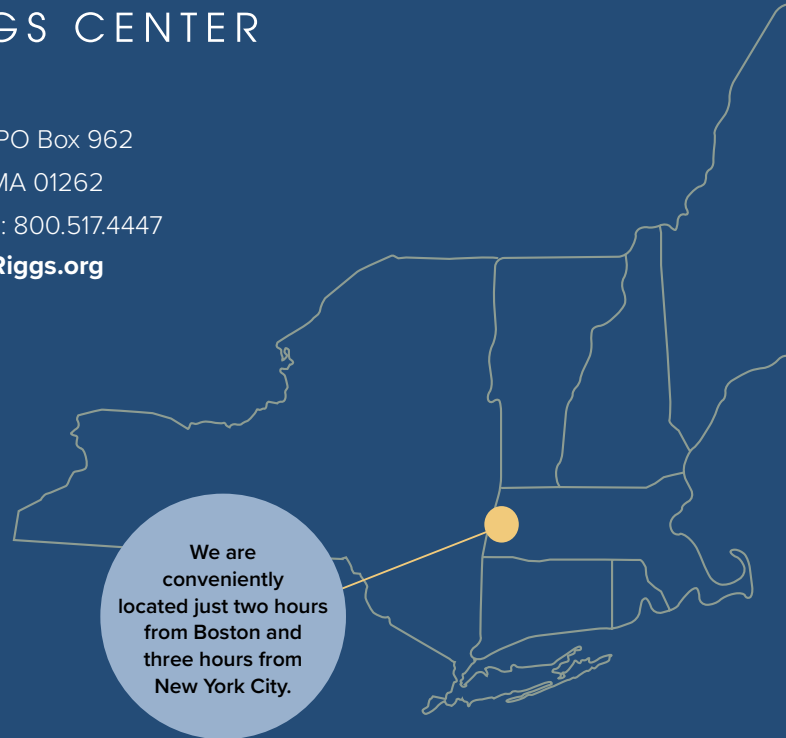 GS CENTER
PO Box 962
MA 01262
: 800.517.4447
Riggs.org
We are
conveniently
located just two hours
from Boston and
three hours from
New York City.